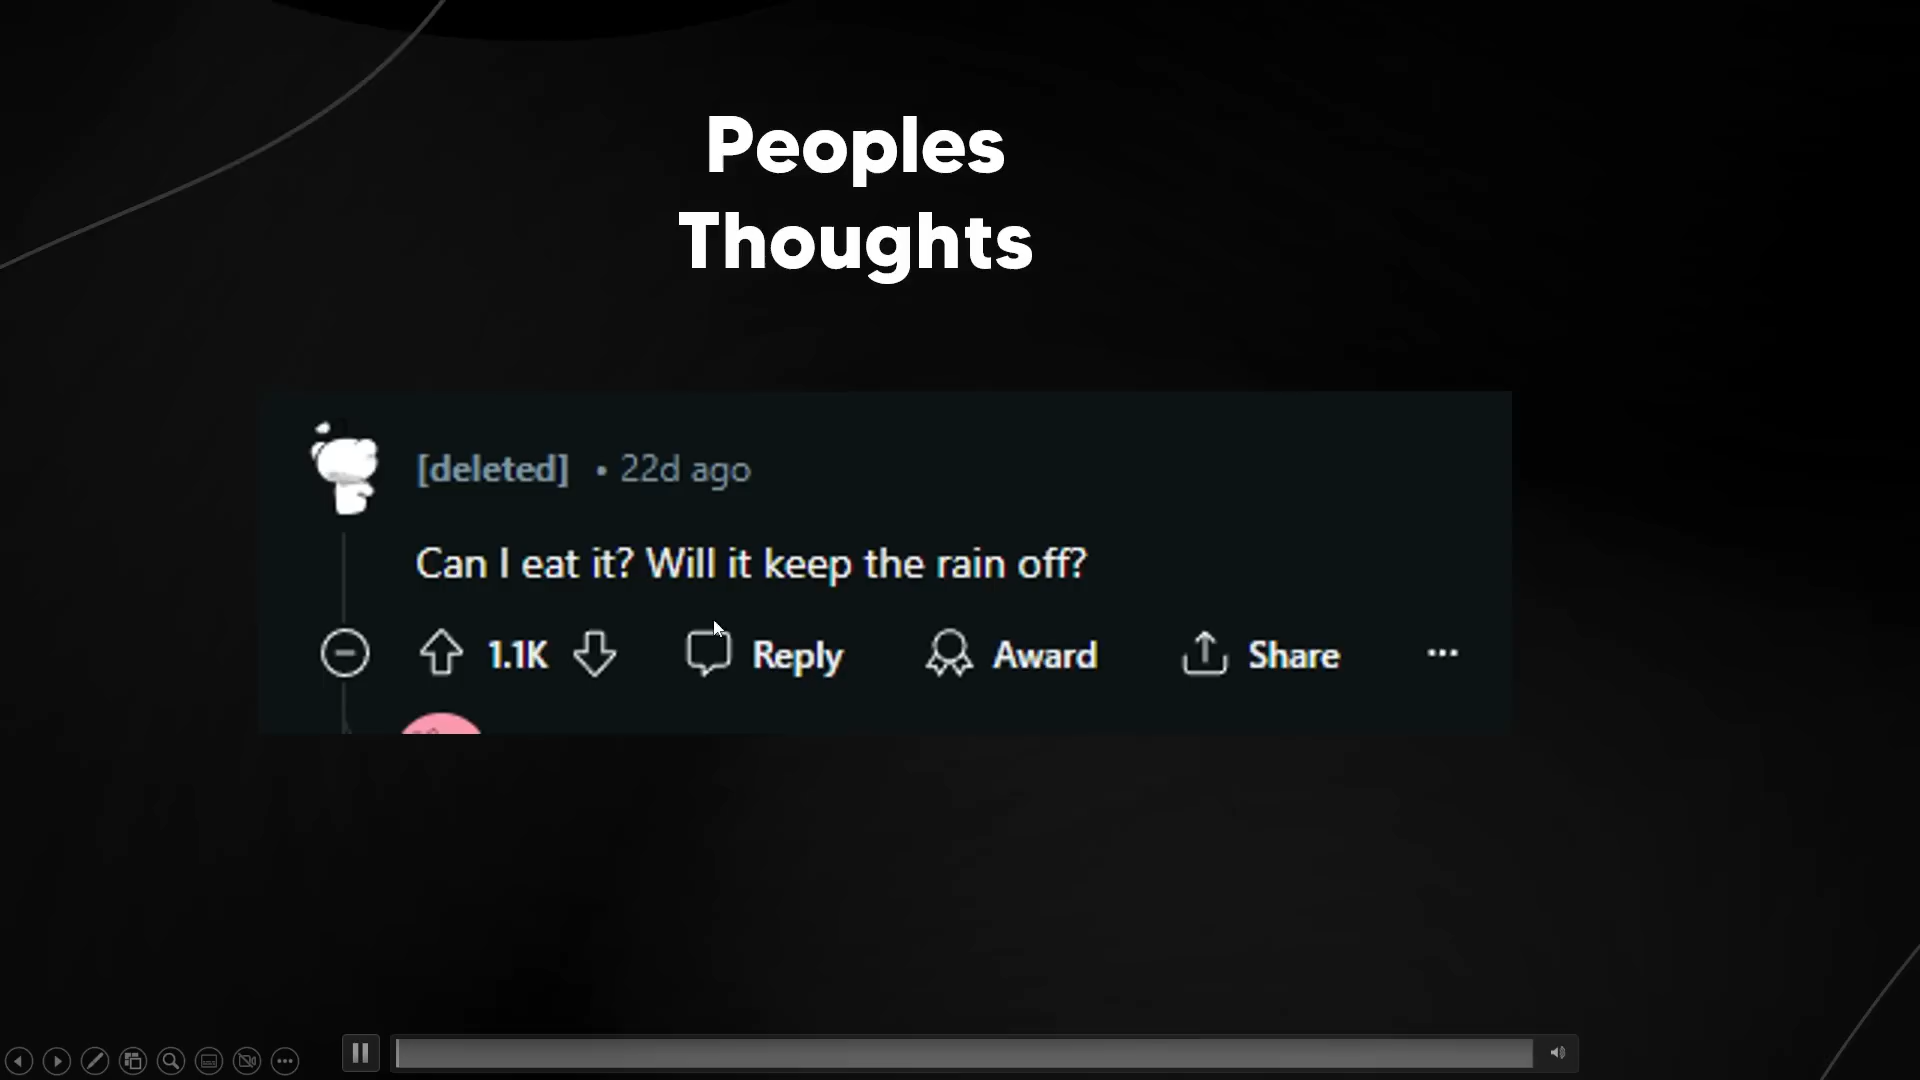 Peoples
Thoughts
[deleted] • 22d ago
Can I eat it? Will it keep the rain off?
1.1K Reply Award Share ...